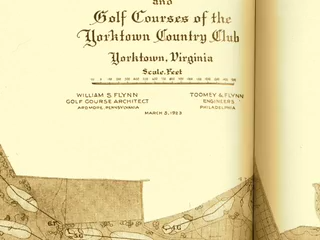 and
Golf Courses of the
Yorktown Country Club
Yorktown, Virginia
Scale.Feet
WILLIAM S FLYNN
GOLF COURSE ARCHITECT
ARDMORE, PENNSYLVANIA
TOOMEY & FLYNN
ENGINEERS
PHILADELPHIA